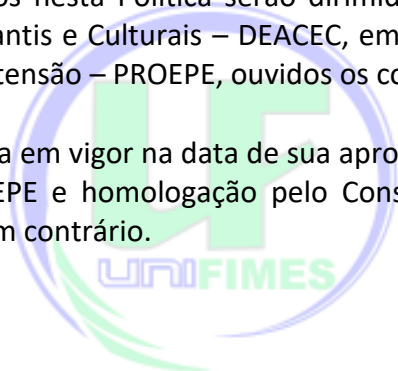 os nesta Política serão dirimid
antis e Culturais – DEACEC, em
tensão – PROEPE, ouvidos os co
a em vigor na data de sua apro
EPE e homologação pelo Cons
m contrário.
UNIFIMES